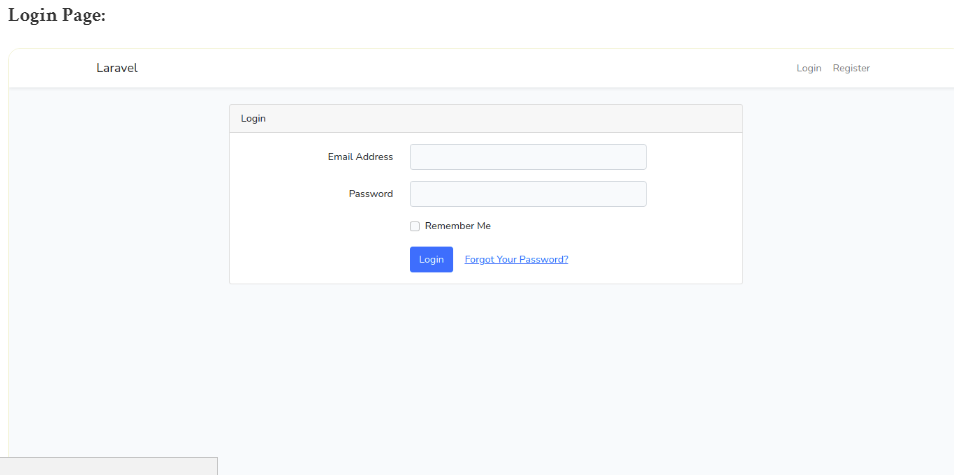 Login Page:
Laravel Login Register
Login
Email Address
Password
Remember Me
Login Forgot Your Password?